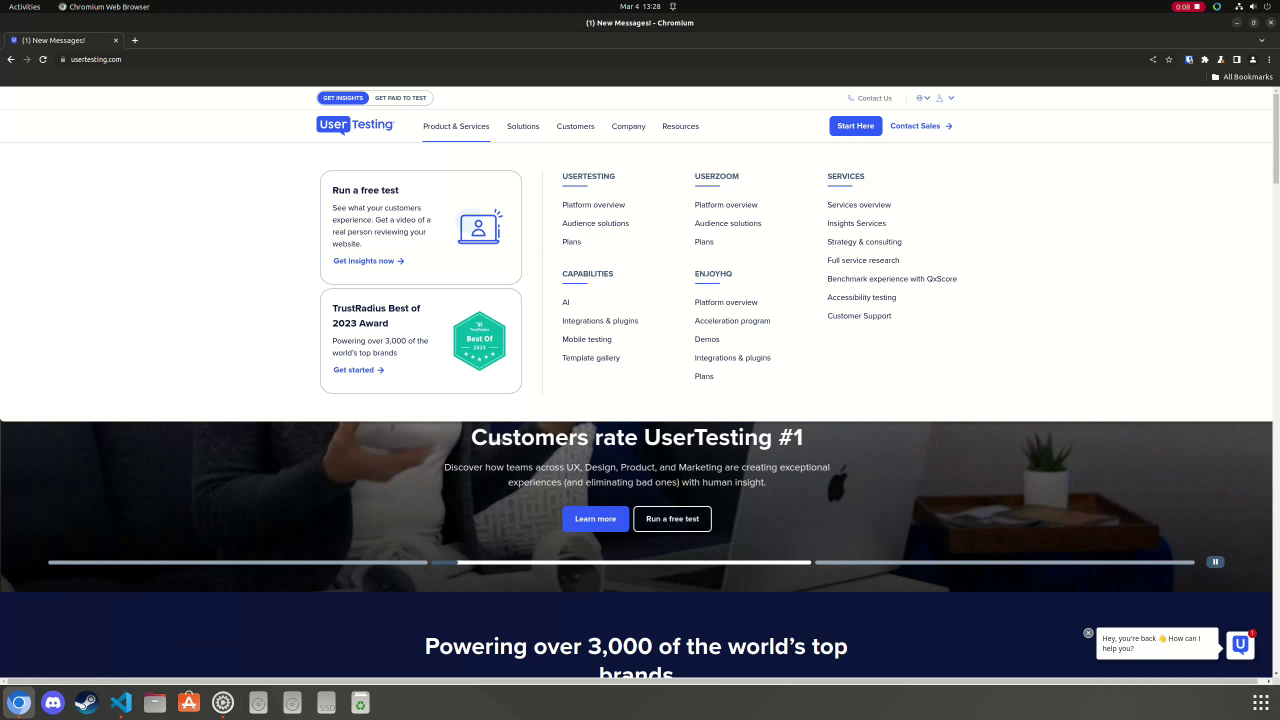 Activities
Chromium Web Browser
Mar 4 13:28
0:08
(1) New Messages! - Chromium
(1) New Messages!
usertesting.com
All Bookmarks
GET INSIGHTS
GET PAID TO TEST
Contact Us
User Testing
Product & Services
Solutions
Customers
Company
Resources
Start Here
Contact Sales
Run a free test
See what your customers
experience. Get a video of a
real person reviewing your
website.
Get insights now
TrustRadius Best of
2023 Award
Powering over 3,000 of the
world's top brands
Get started
TrustRadius
Best Of
2023
USERTESTING
Platform overview
Audience solutions
Plans
CAPABILITIES
AI
Integrations & plugins
Mobile testing
Template gallery
USERZOOM
Platform overview
Audience solutions
Plans
ENJOYHQ
Platform overview
Acceleration program
Demos
Integrations & plugins
Plans
SERVICES
Services overview
Insights Services
Strategy & consulting
Full service research
Benchmark experience with QxScore
Accessibility testing
Customer Support
Customers rate UserTesting #1
Discover how teams across UX, Design, Product, and Marketing are creating exceptional
experiences (and eliminating bad ones) with human insight.
Learn more
Run a free test
Powering over 3,000 of the world's top
brands
Hey, you're back 👋 How can I
help you?
1
SSD